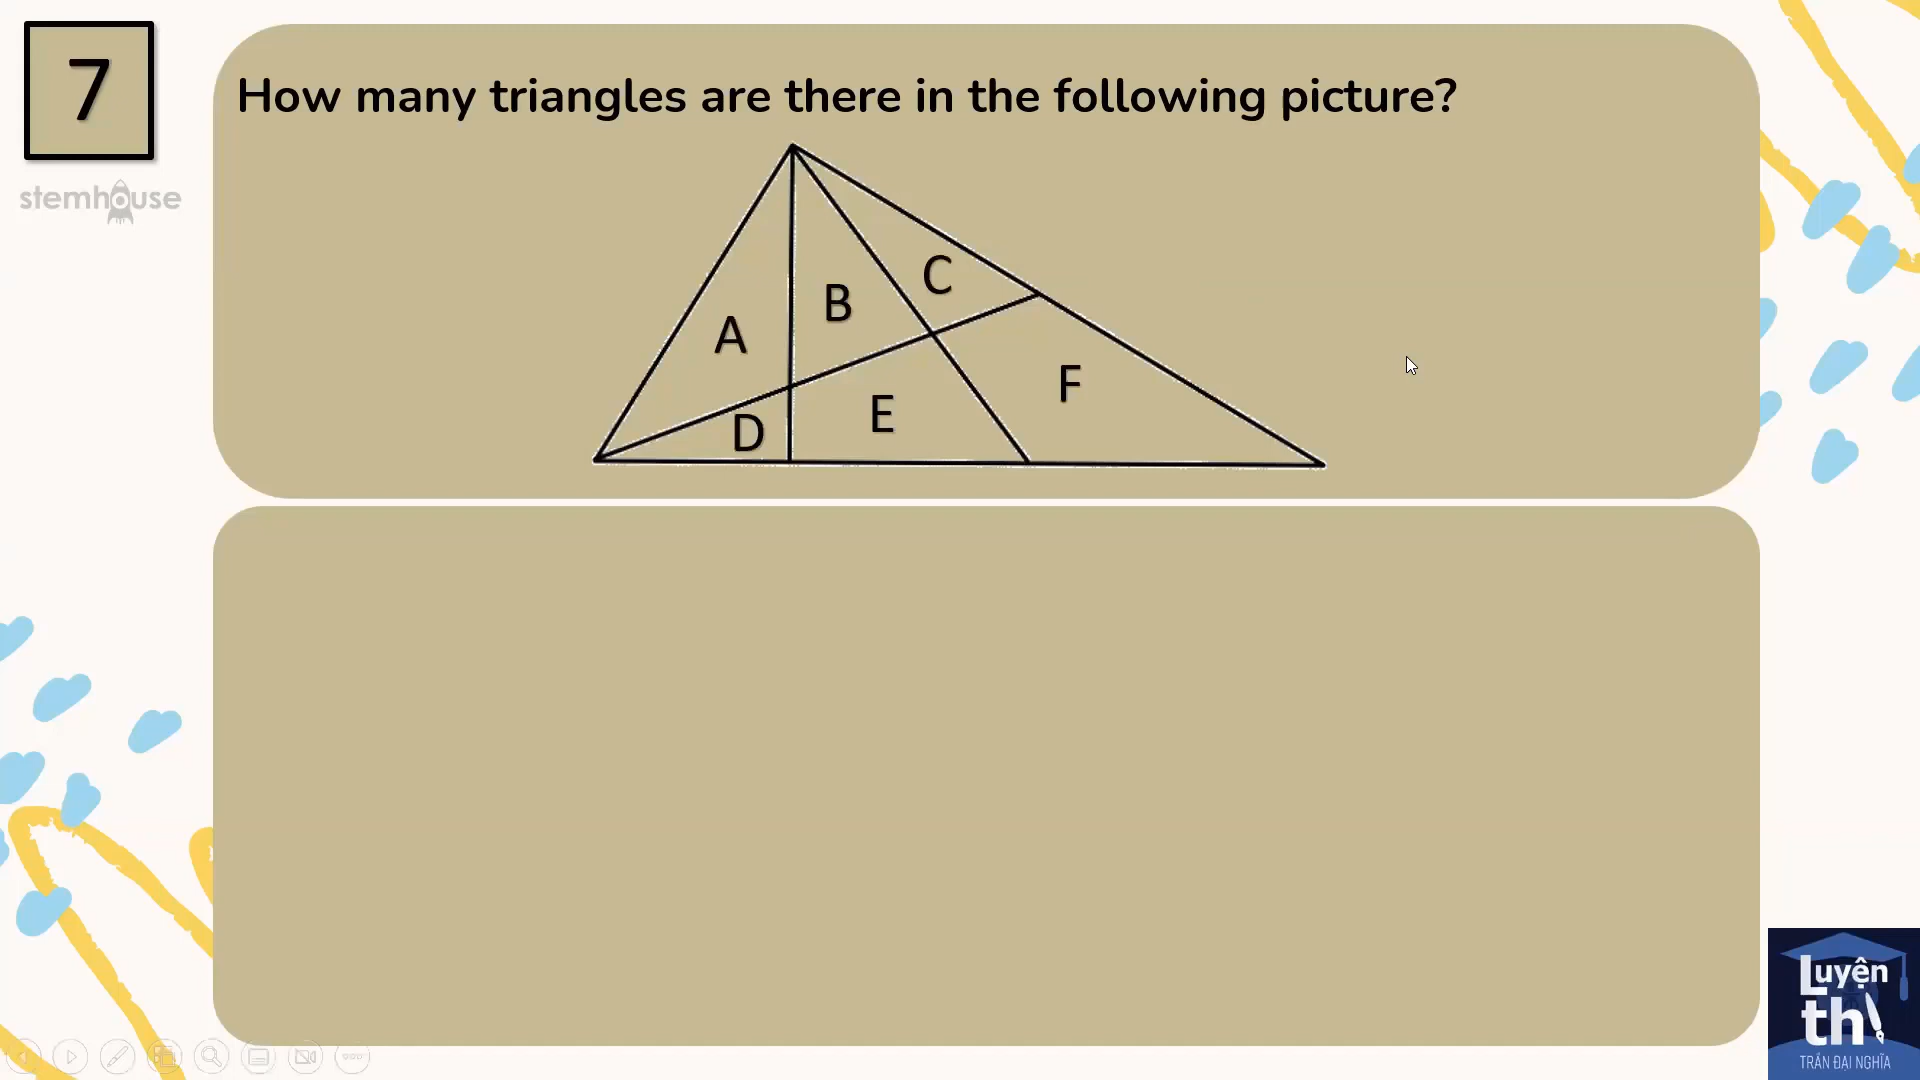 7
How many triangles are there in the following picture?
stemhouse
C
B
A
F
E
D
Luyện
thi
TRẦN ĐẠI NGHĨA